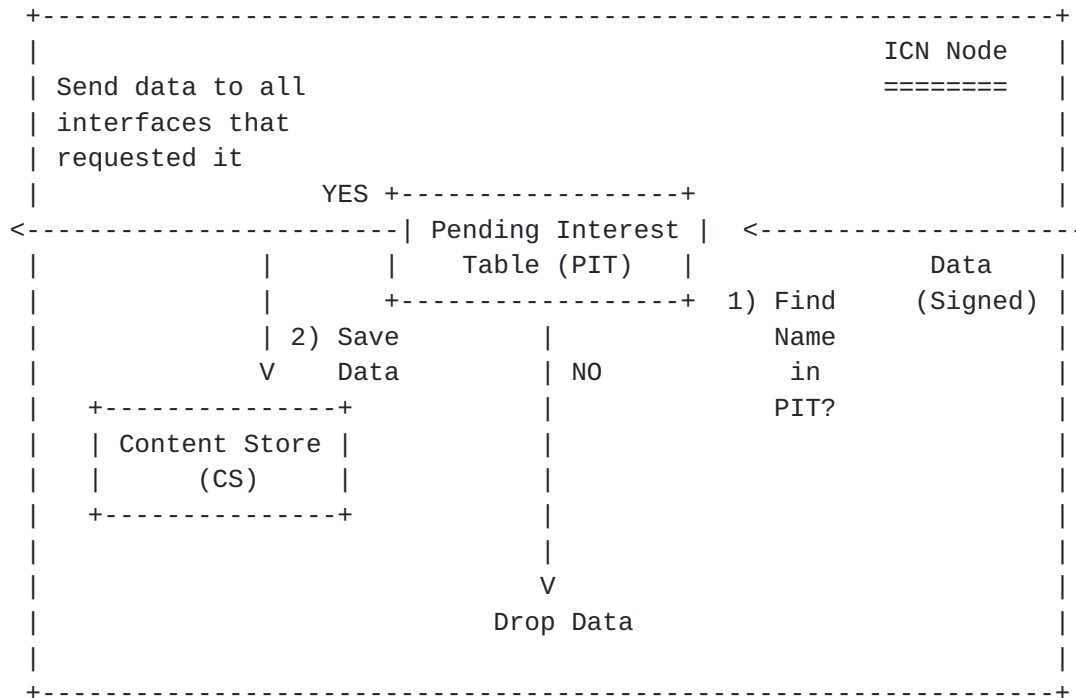 +------------------------------------------------------------------+
|                                                       ICN Node   |
| Send data to all                                      ========   |
| interfaces that                                                  |
| requested it                                                     |
|                   YES +------------------+                       |
<------------------------| Pending Interest |  <---------------------
|               |       |    Table (PIT)   |               Data    |
|               |       +------------------+  1) Find     (Signed) |
|               | 2) Save         |              Name              |
|               V    Data         | NO            in               |
|   +---------------+             |              PIT?              |
|   | Content Store |             |                                |
|   |      (CS)     |             |                                |
|   +---------------+             |                                |
|                                 |                                |
|                                 V                                |
|                              Drop Data                           |
|                                                                  |
+------------------------------------------------------------------+